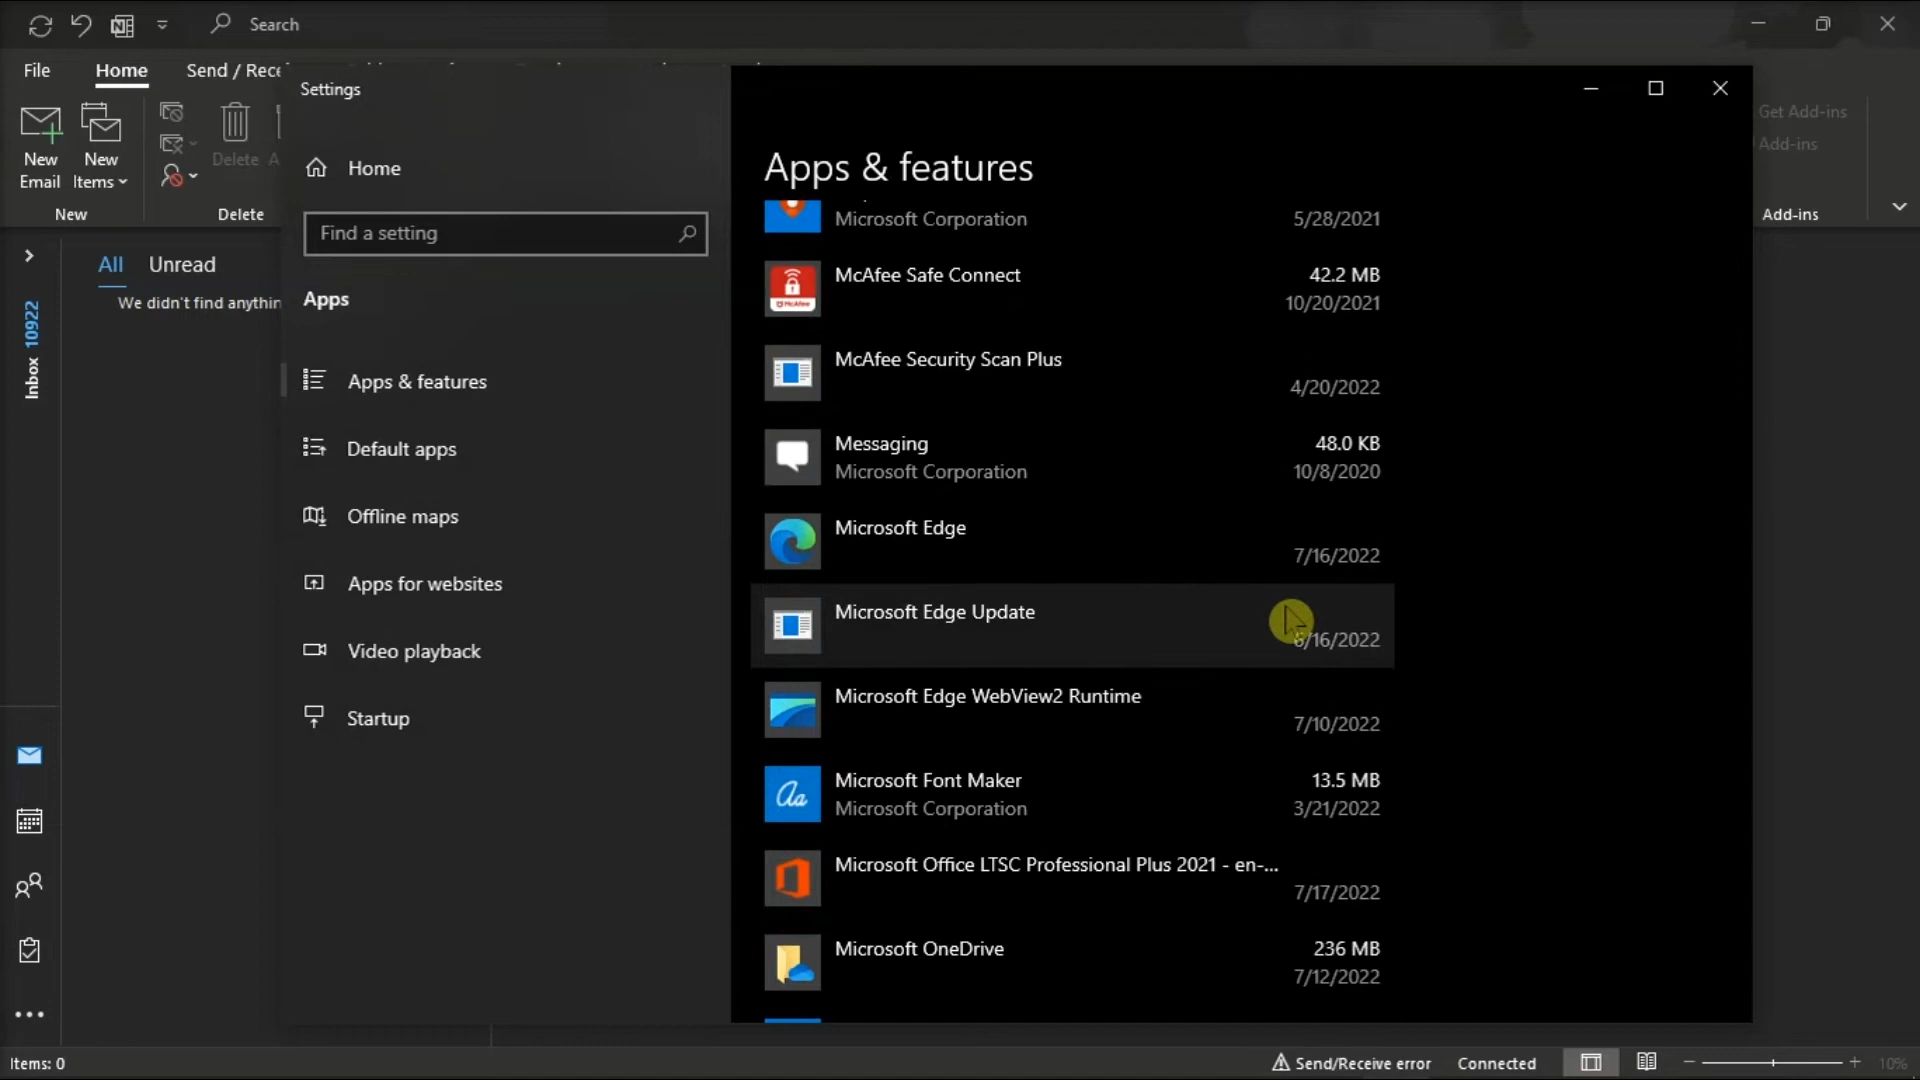 Search
File
Home
Send / Rece
New
Email
New
Items
Delete
New
Delete
Get Add-ins
Add-ins
Add-ins
All
Unread
We didn't find anythin
Inbox 10922
Settings
Home
Find a setting
Apps
Apps & features
Default apps
Offline maps
Apps for websites
Video playback
Startup
Apps & features
Microsoft Corporation
5/28/2021
McAfee Safe Connect
42.2 MB
10/20/2021
McAfee
McAfee Security Scan Plus
4/20/2022
Messaging
48.0 KB
Microsoft Corporation
10/8/2020
Microsoft Edge
7/16/2022
Microsoft Edge Update
6/16/2022
Microsoft Edge WebView2 Runtime
7/10/2022
Microsoft Font Maker
13.5 MB
Microsoft Corporation
3/21/2022
Microsoft Office LTSC Professional Plus 2021 - en-...
7/17/2022
Microsoft OneDrive
236 MB
7/12/2022
Items: 0
Send/Receive error
Connected
10%